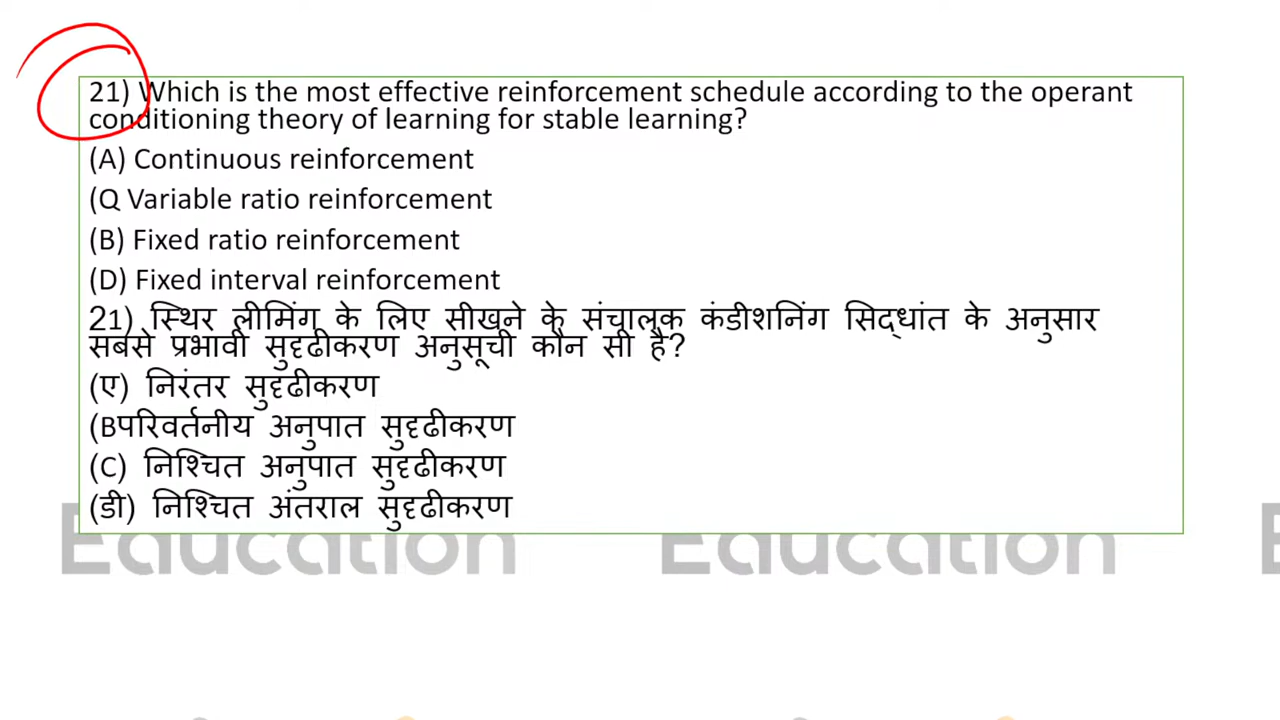 21) Which is the most effective reinforcement schedule according to the operant
conditioning theory of learning for stable learning?
(A) Continuous reinforcement
(Q Variable ratio reinforcement
(B) Fixed ratio reinforcement
(D) Fixed interval reinforcement
21) स्थिर लीमिंग के लिए सीखने के संचालक कंडीशनिंग सिद्धांत के अनुसार
सबसे प्रभावी सुदृढीकरण अनुसूची कौन सी है?
(ए) निरंतर सुदृढीकरण
(Bपरिवर्तनीय अनुपात सुदृढीकरण
(C) निश्चित अनुपात सुदृढीकरण
(डी) निश्चित अंतराल सुदृढीकरण
Education Education